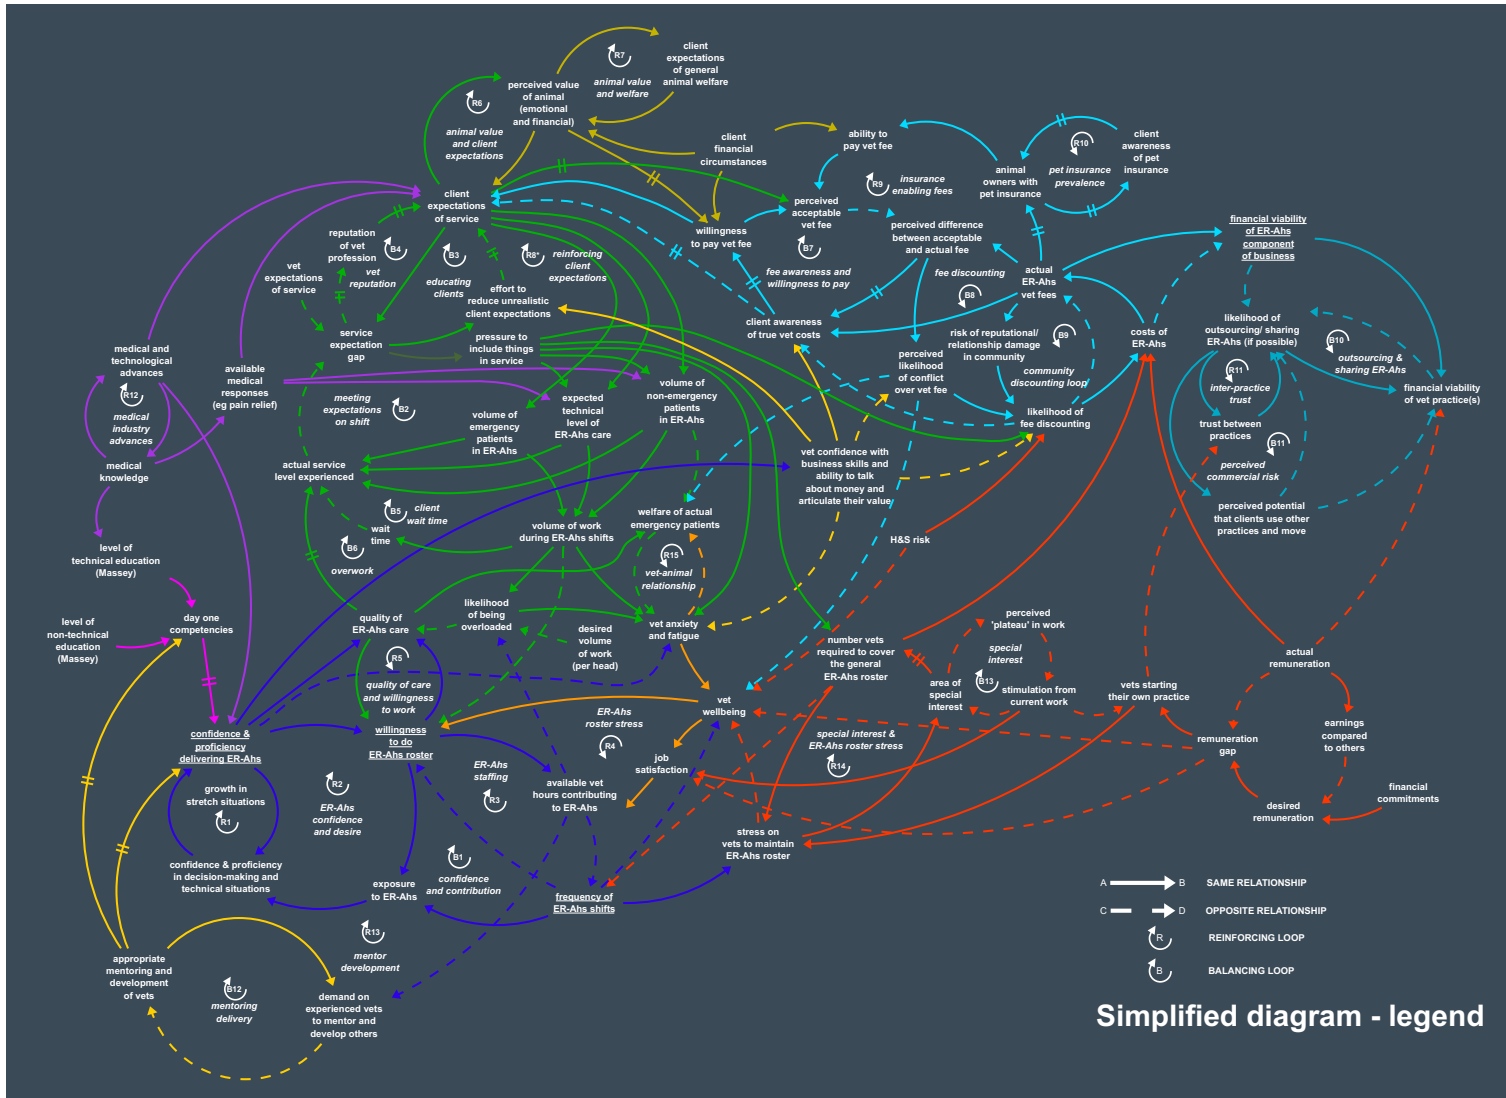 client
expectations
of general
animal welfare
R7
animal value
and welfare
perceived value
of animal
(emotional
and financial)
R6
animal value
and client
expectations
client
financial
circumstances
ability to
pay vet fee
client
awareness
of pet
insurance
R10
pet insurance
prevalence
animal
owners with
pet insurance
R9
insurance
enabling fees
client
expectations
of service
perceived
acceptable
vet fee
willingness
to pay vet fee
B7
fee awareness and
willingness to pay
perceived difference
between acceptable
and actual fee
financial viability
of ER-Ahs
component
of business
reputation
of vet
profession
B4
vet
reputation
vet
expectations
of service
B3
educating
clients
R8*
reinforcing
client
expectations
effort to
reduce unrealistic
client expectations
fee discounting
B8
actual
ER-Ahs
vet fees
service
expectation
gap
pressure to
include things
in service
client awareness
of true vet costs
risk of reputational/
relationship damage
in community
B9
community
discounting loop
costs of
ER-Ahs
likelihood of
outsourcing/ sharing
ER-Ahs (if possible)
B10
outsourcing &
sharing ER-Ahs
medical and
technological
advances
R12
medical
industry
advances
available
medical
responses
(eg pain relief)
perceived
likelihood
of conflict
over vet fee
R11
inter-practice
trust
financial viability
of vet practice(s)
meeting
expectations
on shift
B2
volume of
emergency
patients
in ER-Ahs
expected
technical
level of
ER-Ahs care
volume of
non-emergency
patients
in ER-Ahs
likelihood of
fee discounting
trust between
practices
B11
perceived
commercial risk
medical
knowledge
actual service
level experienced
vet confidence with
business skills and
ability to talk
about money and
articulate their value
perceived potential
that clients use other
practices and move
B5
client
wait time
wait
time
B6
overwork
volume of work
during ER-Ahs shifts
welfare of actual
emergency patients
R15
vet-animal
relationship
H&S risk
level of
technical education
(Massey)
level of
non-technical
education
(Massey)
day one
competencies
quality of
ER-Ahs care
likelihood
of being
overloaded
desired
volume
of work
(per head)
vet anxiety
and fatigue
number vets
required to cover
the general
ER-Ahs roster
perceived
'plateau' in work
special
interest
B13
area of
special
interest
stimulation from
current work
vets starting
their own practice
actual
remuneration
R5
quality of care
and willingness
to work
vet
wellbeing
confidence &
proficiency
delivering ER-Ahs
willingness
to do
ER-Ahs roster
ER-Ahs
roster stress
R4
special interest &
ER-Ahs roster stress
R14
remuneration
gap
earnings
compared
to others
job
satisfaction
growth in
stretch situations
R1
R2
ER-Ahs
confidence
and desire
ER-Ahs
staffing
R3
available vet
hours contributing
to ER-Ahs
desired
remuneration
financial
commitments
stress on
vets to maintain
ER-Ahs roster
confidence & proficiency
in decision-making and
technical situations
B1
confidence
and contribution
exposure
to ER-Ahs
frequency of
ER-Ahs shifts
A
B
SAME RELATIONSHIP
C
D
OPPOSITE RELATIONSHIP
R
REINFORCING LOOP
B
BALANCING LOOP
R13
mentor
development
appropriate
mentoring and
development
of vets
B12
mentoring
delivery
demand on
experienced vets
to mentor and
develop others
Simplified diagram - legend